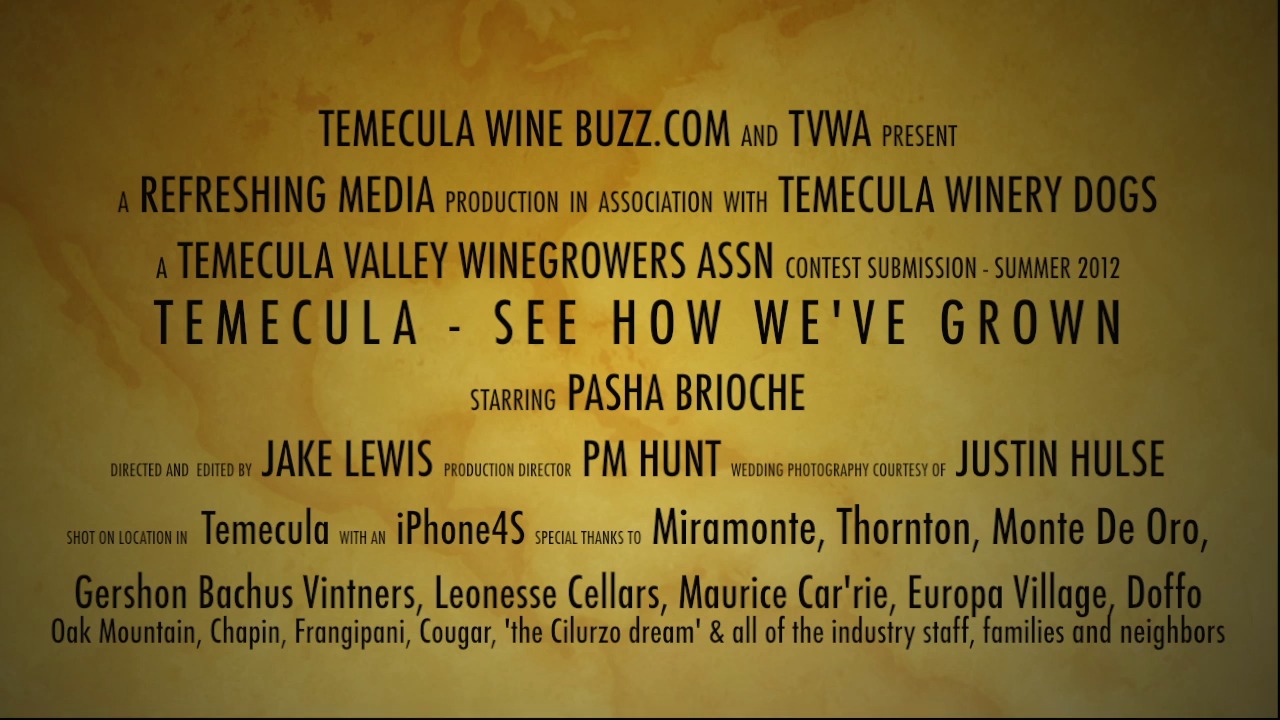 TEMECULA WINE BUZZ.COM AND TVWA PRESENT
A REFRESHING MEDIA PRODUCTION IN ASSOCIATION WITH TEMECULA WINERY DOGS
A TEMECULA VALLEY WINEGROWERS ASSN CONTEST SUBMISSION - SUMMER 2012
TEMECULA - SEE HOW WE'VE GROWN
STARRING PASHA BRIOCHE
DIRECTED AND EDITED BY JAKE LEWIS PRODUCTION DIRECTOR PM HUNT WEDDING PHOTOGRAPHY COURTESY OF JUSTIN HULSE
SHOT ON LOCATION IN Temecula WITH AN iPhone4S SPECIAL THANKS TO Miramonte, Thornton, Monte De Oro,
Gershon Bachus Vintners, Leonesse Cellars, Maurice Car'rie, Europa Village, Doffo
Oak Mountain, Chapin, Frangipani, Cougar, 'the Cilurzo dream' & all of the industry staff, families and neighbors